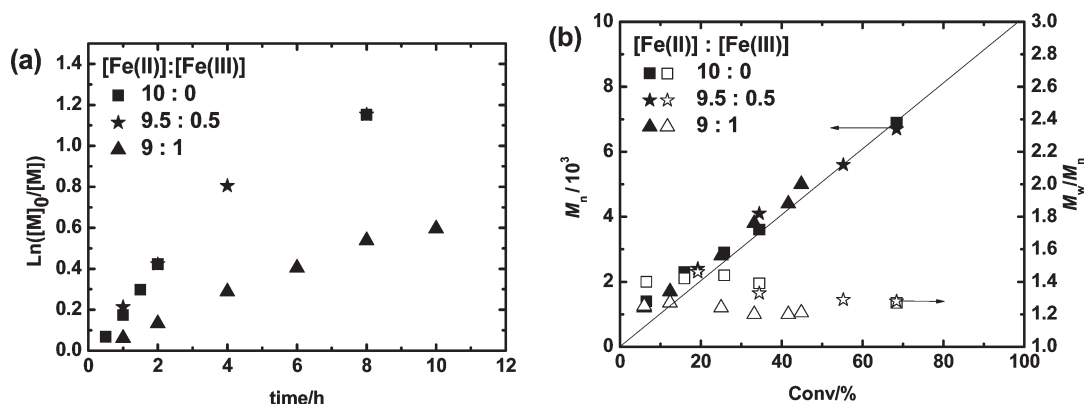 (a)
[Fe(II)]:[Fe(III)]
10 : 0
9.5 : 0.5
9 : 1
1.4
1.2
1.0
0.8
0.6
0.4
0.2
0.0
Ln([M]0/[M])
0 2 4 6 8 10 12
time/h
(b)
[Fe(II)] : [Fe(III)]
10 : 0
9.5 : 0.5
9 : 1
10
8
6
4
2
0
Mn / 10³
3.0
2.8
2.6
2.4
2.2
2.0
1.8
1.6
1.4
1.2
1.0
Mw/Mn
0 20 40 60 80 100
Conv/%